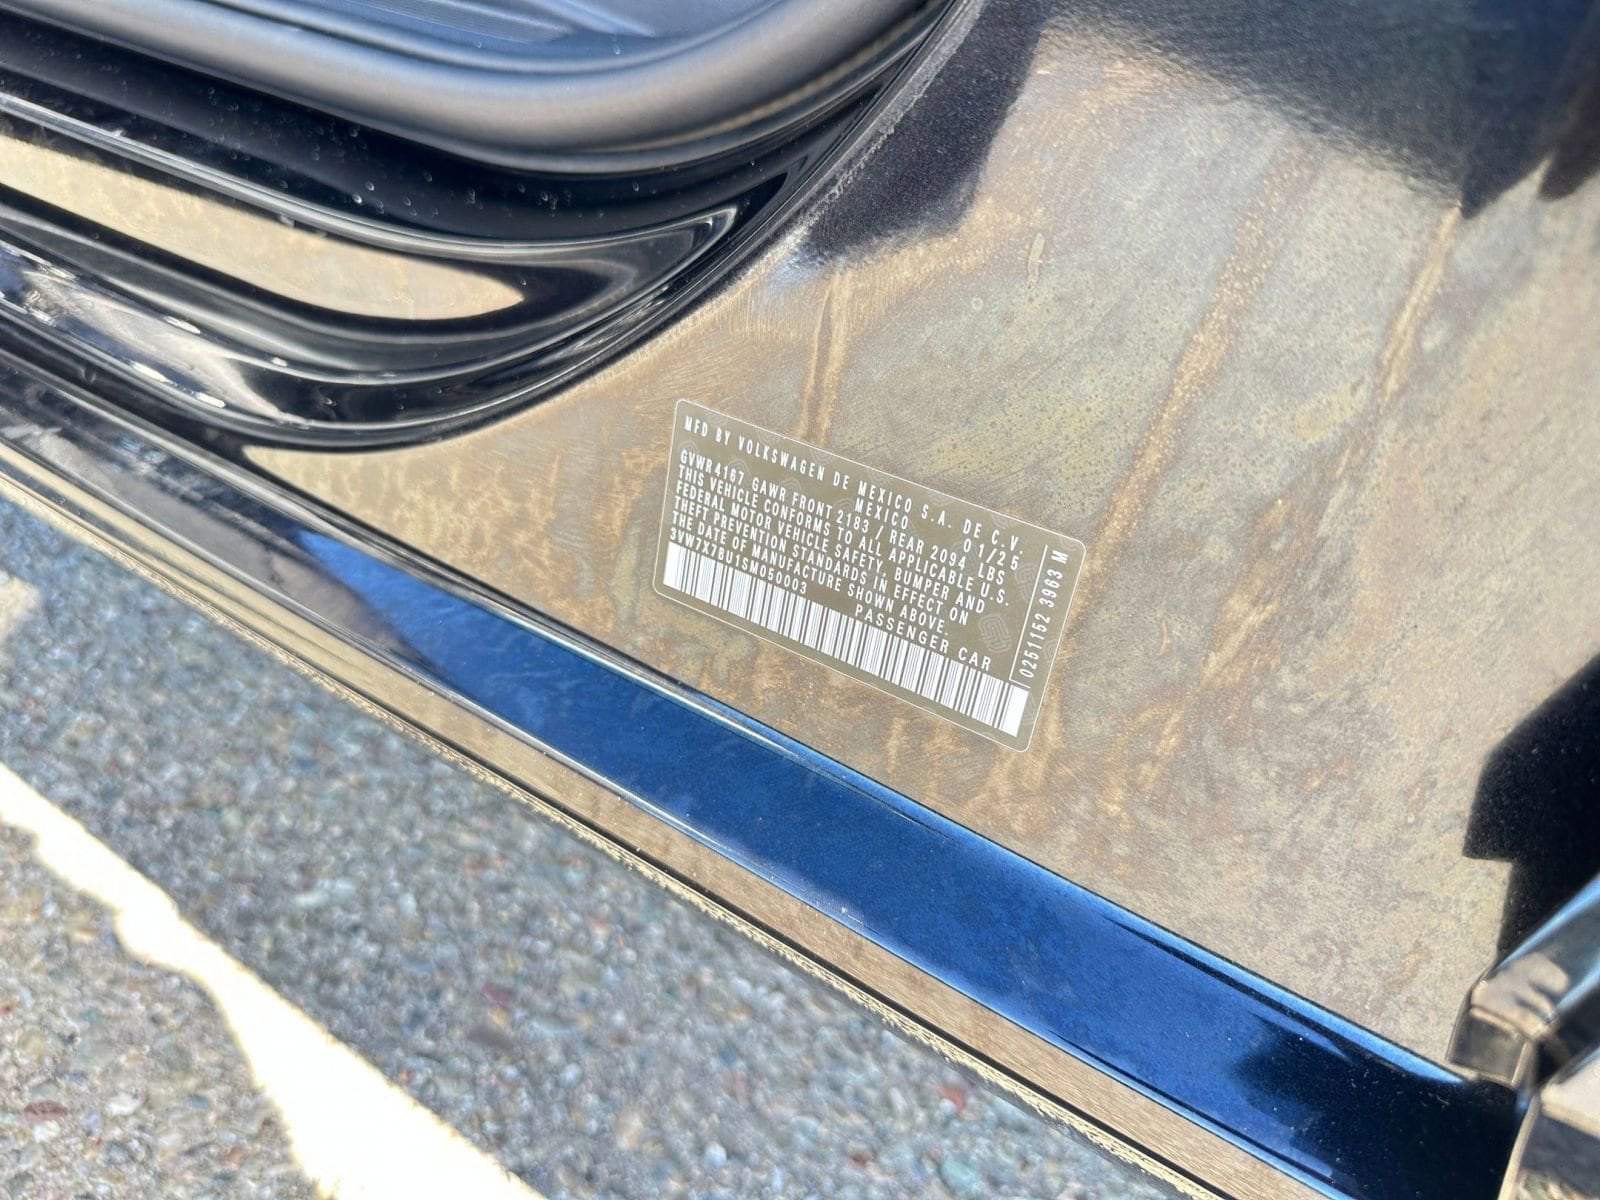 MFD BY VOLKSWAGEN DE MEXICO S.A. DE C.V.
MEXICO 01/25
GVWR 4167 GAWR FRONT 2183 / REAR 2094 LBS
THIS VEHICLE CONFORMS TO ALL APPLICABLE U.S.
FEDERAL MOTOR VEHICLE SAFETY, BUMPER AND
THEFT PREVENTION STANDARDS IN EFFECT ON
THE DATE OF MANUFACTURE SHOWN ABOVE.
3VW7X7BU1SM050003 PASSENGER CAR
0251152 3963 M